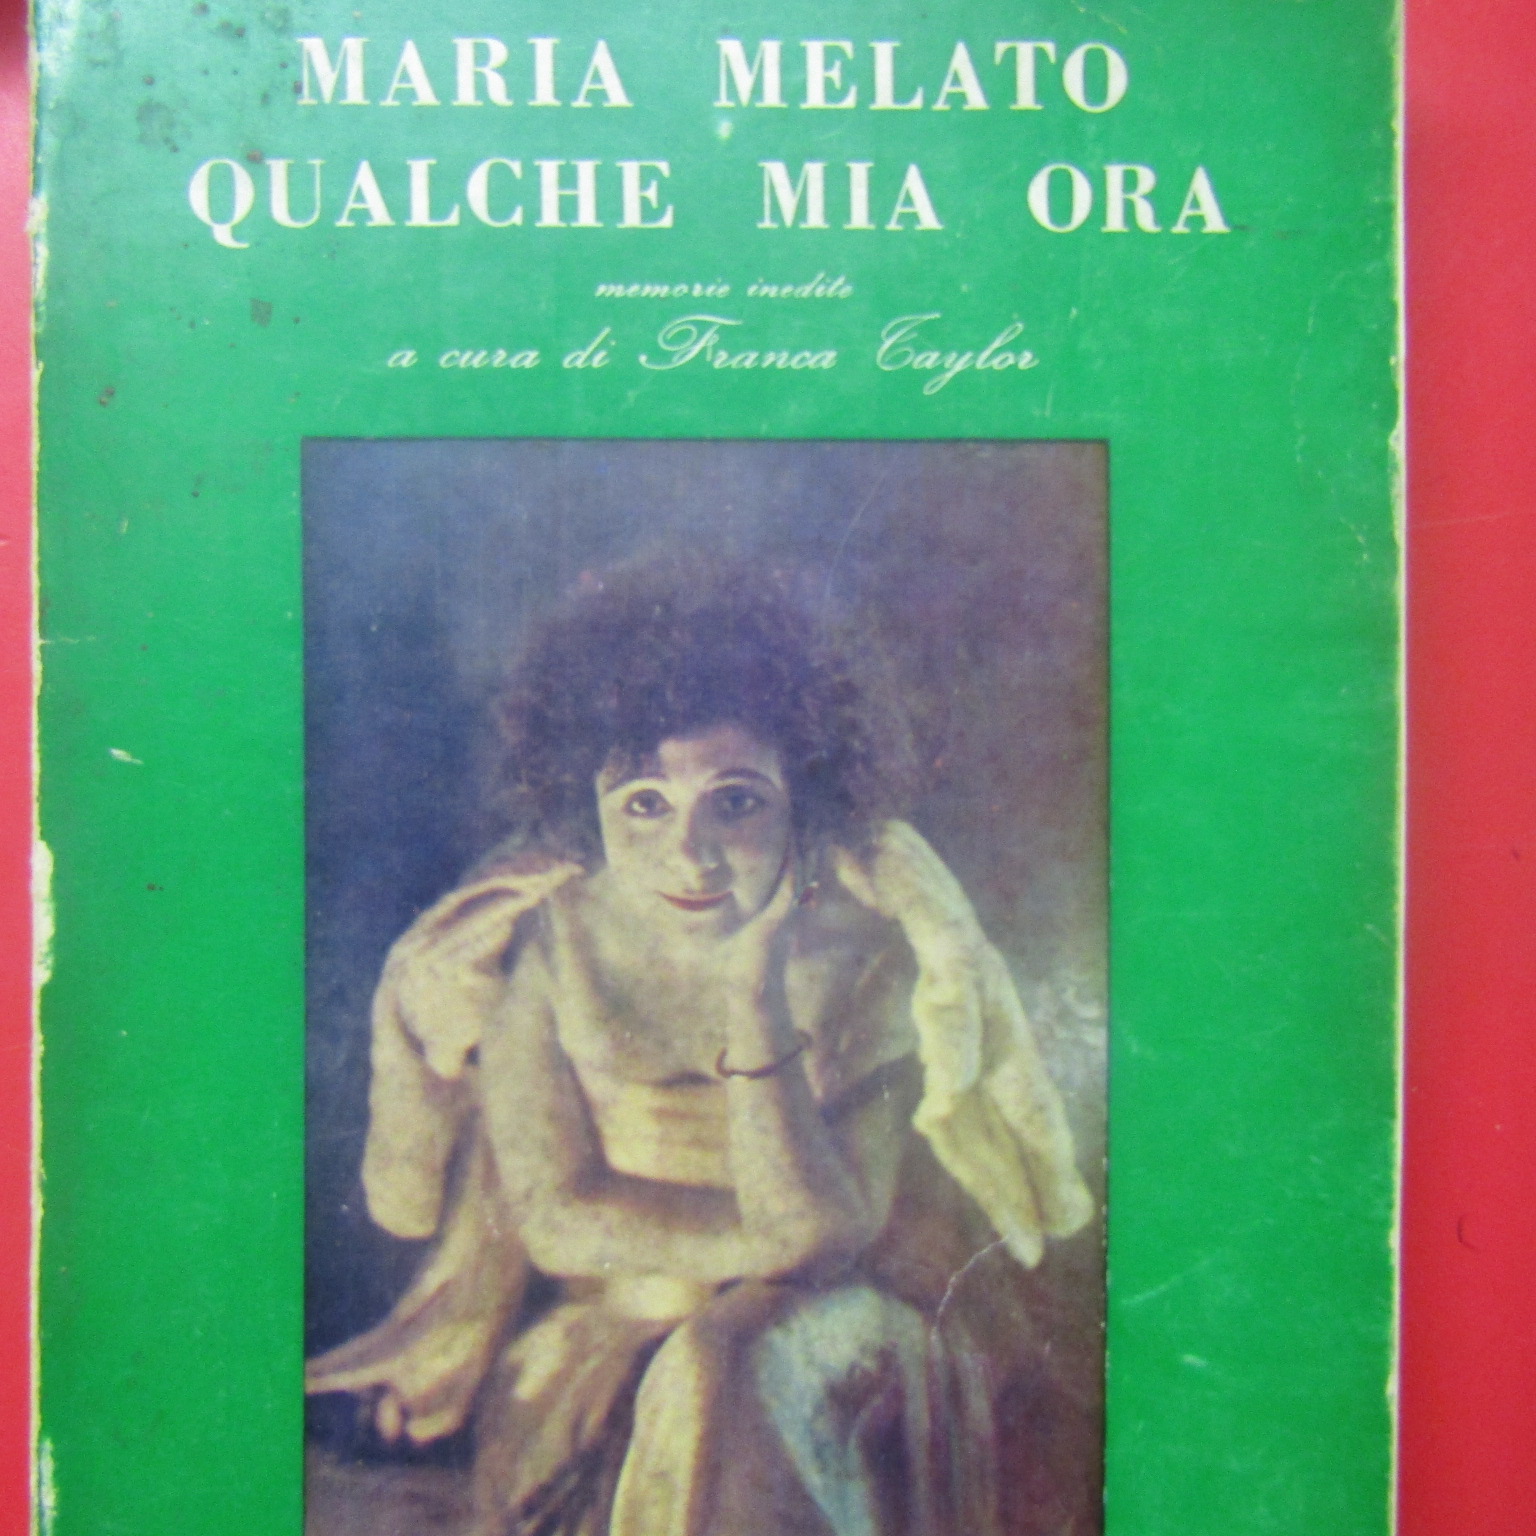 MARIA MELATO
QUALCHE MIA ORA
memorie inedite
a cura di Franca Taylor